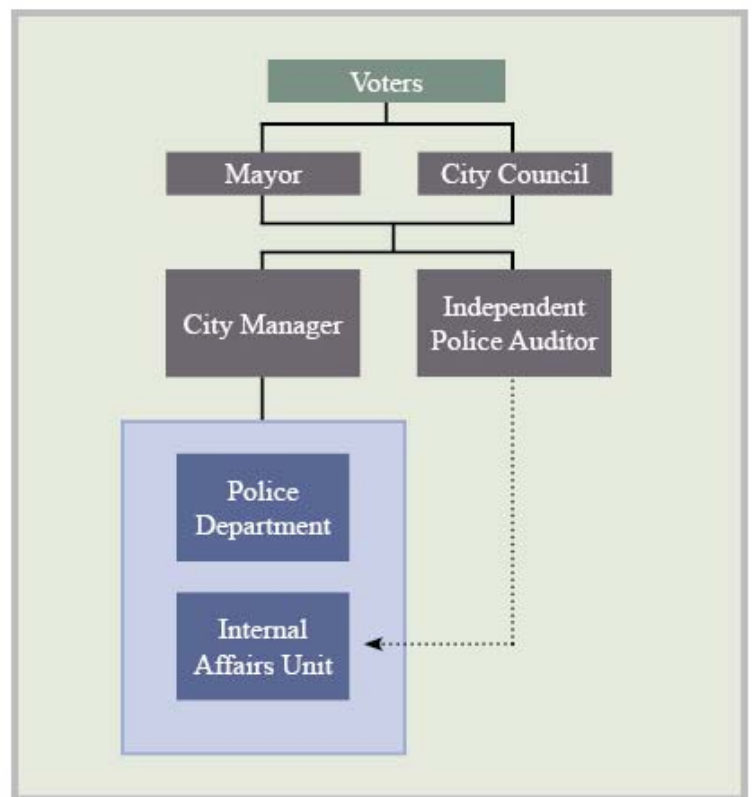 Voters
Mayor
City Council
City Manager
Independent
Police Auditor
Police
Department
Internal
Affairs Unit